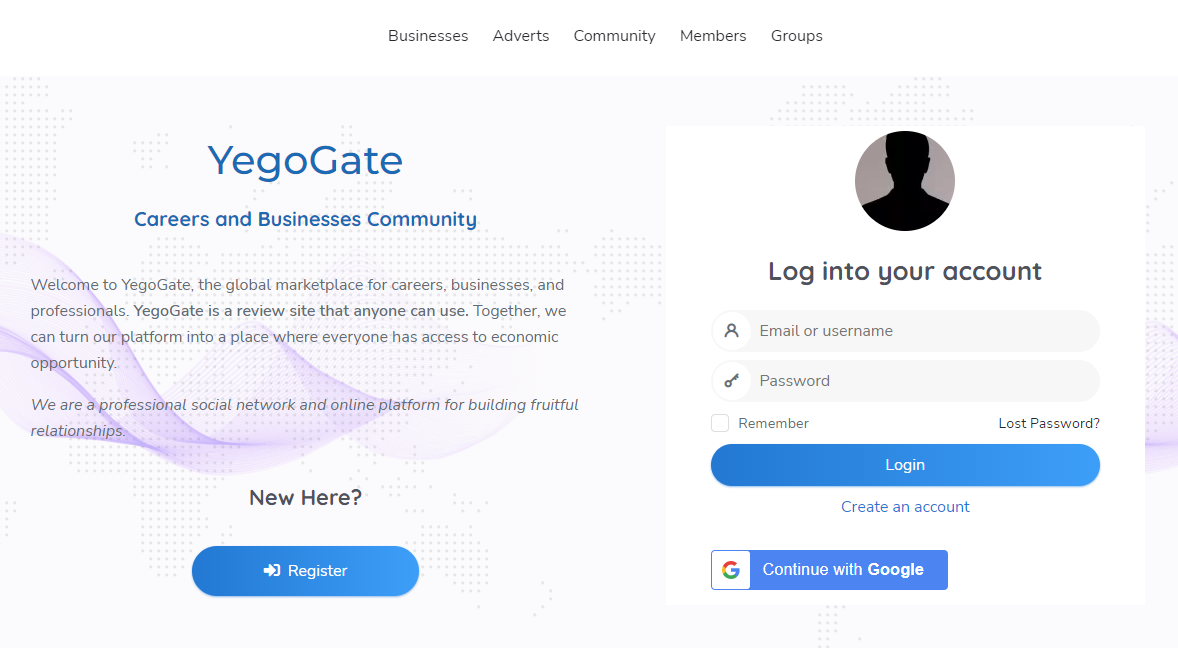 Businesses Adverts Community Members Groups
YegoGate
Careers and Businesses Community
Welcome to YegoGate, the global marketplace for careers, businesses, and
professionals. YegoGate is a review site that anyone can use. Together, we
can turn our platform into a place where everyone has access to economic
opportunity.
We are a professional social network and online platform for building fruitful
relationships.
New Here?
Register
Log into your account
Email or username
Password
Remember Lost Password?
Login
Create an account
G Continue with Google